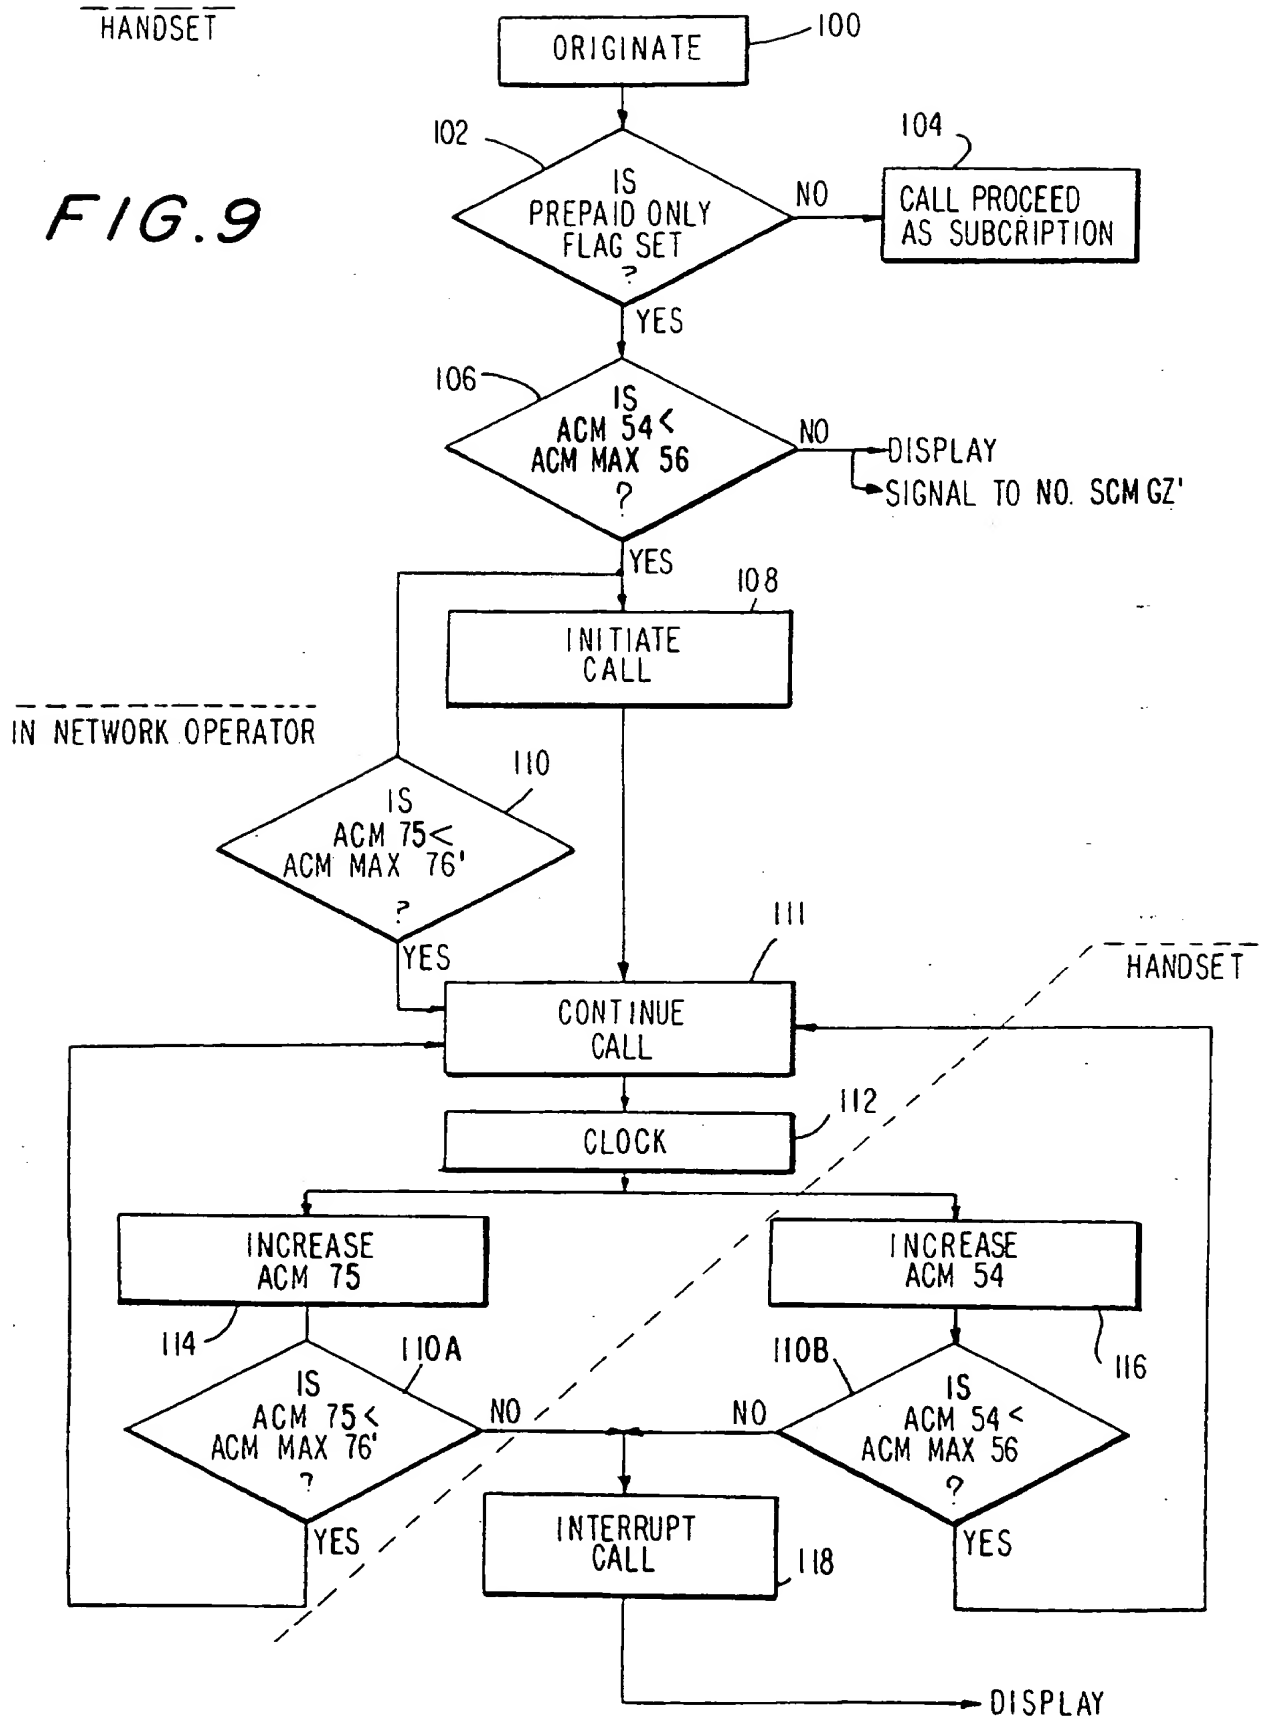 HANDSET
ORIGINATE
100
102
IS
PREPAID ONLY
FLAG SET
?
NO
104
CALL PROCEED
AS SUBCRIPTION
FIG.9
YES
106
IS
ACM 54<
ACM MAX 56
?
NO
DISPLAY
SIGNAL TO NO. SCM GZ'
YES
108
INITIATE
CALL
IN NETWORK OPERATOR
110
IS
ACM 75<
ACM MAX 76'
?
YES
111
CONTINUE
CALL
HANDSET
112
CLOCK
INCREASE
ACM 75
114
INCREASE
ACM 54
116
110A
IS
ACM 75<
ACM MAX 76'
?
NO
YES
110B
IS
ACM 54<
ACM MAX 56
?
NO
YES
INTERRUPT
CALL
118
DISPLAY